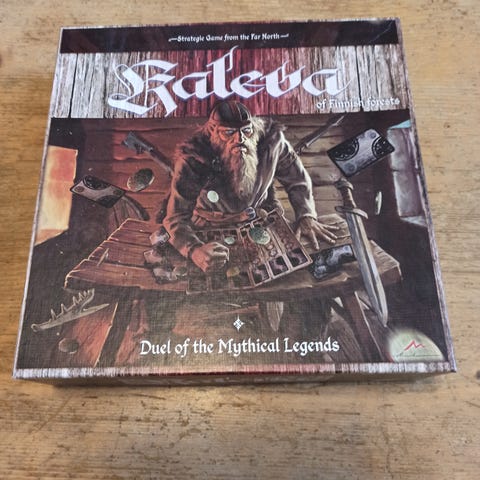 Strategic Game from the Far North
Kaleva
of Finnish forests
Duel of the Mythical Legends